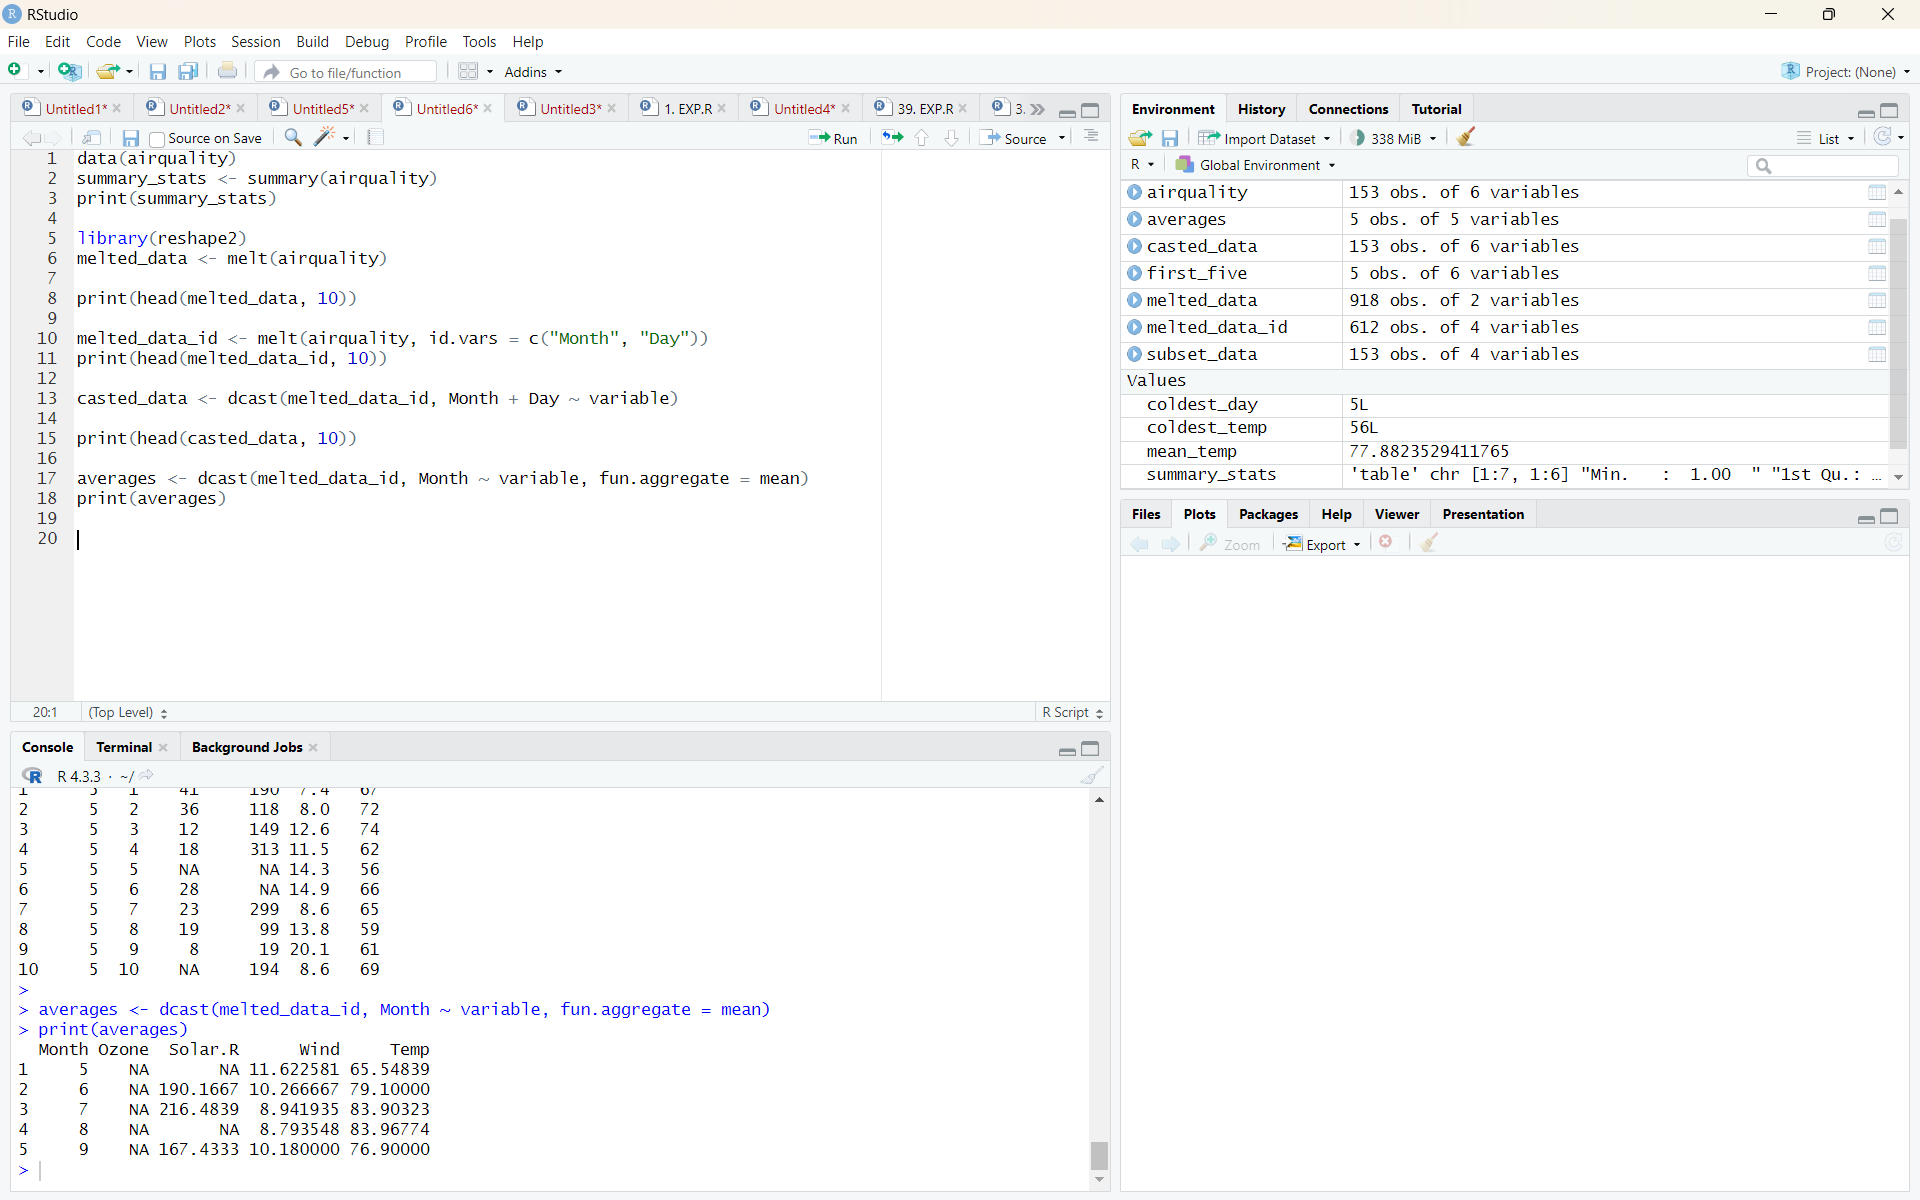 RStudio
File Edit Code View Plots Session Build Debug Profile Tools Help
Go to file/function Addins Project: (None)
Untitled1* Untitled2* Untitled5* Untitled6* Untitled3* 1. EXP.R Untitled4* 39. EXP.R 3.
Source on Save Run Source
1 data(airquality)
2 summary_stats <- summary(airquality)
3 print(summary_stats)
4
5 library(reshape2)
6 melted_data <- melt(airquality)
7
8 print(head(melted_data, 10))
9
10 melted_data_id <- melt(airquality, id.vars = c("Month", "Day"))
11 print(head(melted_data_id, 10))
12
13 casted_data <- dcast(melted_data_id, Month + Day ~ variable)
14
15 print(head(casted_data, 10))
16
17 averages <- dcast(melted_data_id, Month ~ variable, fun.aggregate = mean)
18 print(averages)
19
20
20:1 (Top Level) R Script
Console Terminal Background Jobs
R 4.3.3 · ~/
1 5 1 41 190 7.4 67
2 5 2 36 118 8.0 72
3 5 3 12 149 12.6 74
4 5 4 18 313 11.5 62
5 5 5 NA NA 14.3 56
6 5 6 28 NA 14.9 66
7 5 7 23 299 8.6 65
8 5 8 19 99 13.8 59
9 5 9 8 19 20.1 61
10 5 10 NA 194 8.6 69
>
> averages <- dcast(melted_data_id, Month ~ variable, fun.aggregate = mean)
> print(averages)
Month Ozone Solar.R Wind Temp
1 5 NA NA 11.622581 65.54839
2 6 NA 190.1667 10.266667 79.10000
3 7 NA 216.4839 8.941935 83.90323
4 8 NA NA 8.793548 83.96774
5 9 NA 167.4333 10.180000 76.90000
>
Environment History Connections Tutorial
Import Dataset 338 MiB List
R Global Environment
airquality 153 obs. of 6 variables
averages 5 obs. of 5 variables
casted_data 153 obs. of 6 variables
first_five 5 obs. of 6 variables
melted_data 918 obs. of 2 variables
melted_data_id 612 obs. of 4 variables
subset_data 153 obs. of 4 variables
Values
coldest_day 5L
coldest_temp 56L
mean_temp 77.8823529411765
summary_stats 'table' chr [1:7, 1:6] "Min. : 1.00 " "1st Qu.: …
Files Plots Packages Help Viewer Presentation
Zoom Export